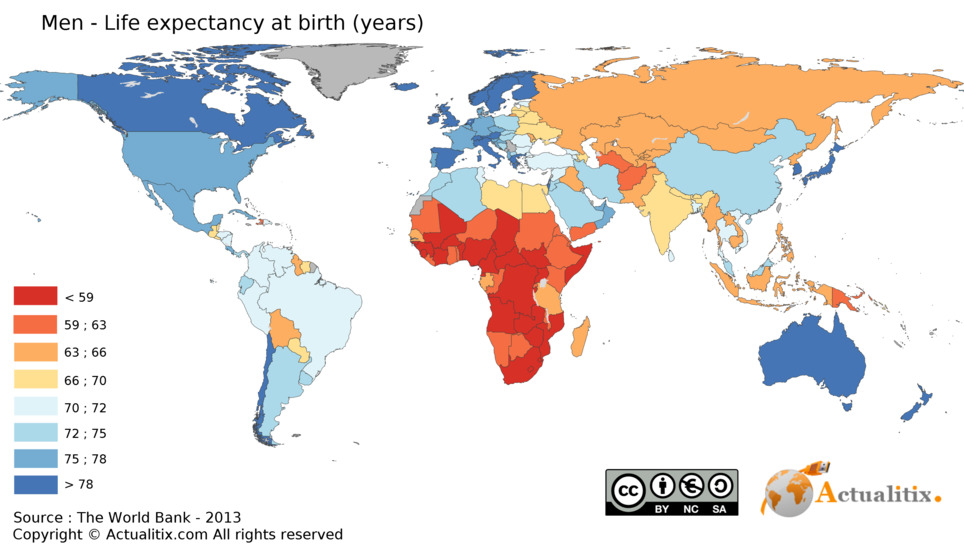 Men - Life expectancy at birth (years)
< 59
59 ; 63
63 ; 66
66 ; 70
70 ; 72
72 ; 75
75 ; 78
> 78
cc
BY NC SA
Actualitix.
Source : The World Bank - 2013
Copyright © Actualitix.com All rights reserved